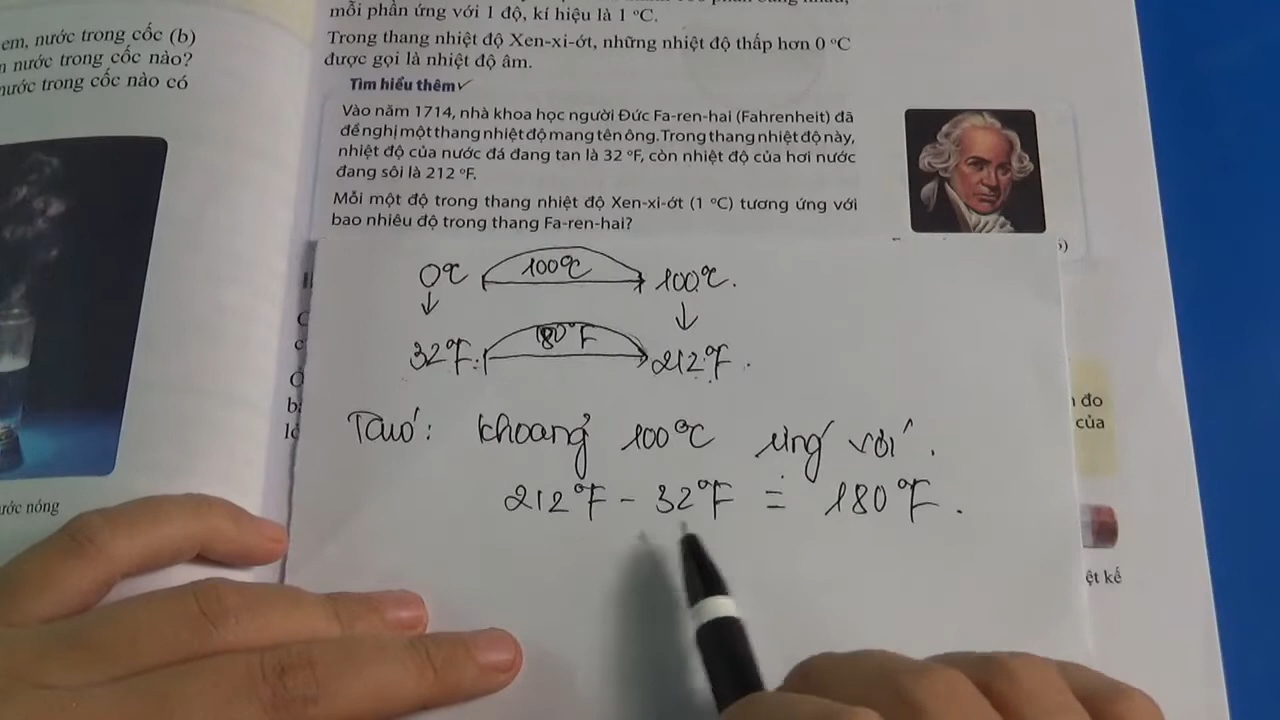 em, nước trong cốc (b)
nước trong cốc nào?
nước trong cốc nào có
ước nóng
mỗi phần ứng với 1 độ, kí hiệu là 1 °C.
Trong thang nhiệt độ Xen-xi-ớt, những nhiệt độ thấp hơn 0 °C
được gọi là nhiệt độ âm.
Tìm hiểu thêm
Vào năm 1714, nhà khoa học người Đức Fa-ren-hai (Fahrenheit) đã
đề nghị một thang nhiệt độ mang tên ông. Trong thang nhiệt độ này,
nhiệt độ của nước đá đang tan là 32 °F, còn nhiệt độ của hơi nước
đang sôi là 212 °F.
Mỗi một độ trong thang nhiệt độ Xen-xi-ớt (1 °C) tương ứng với
bao nhiêu độ trong thang Fa-ren-hai?
0°C 100°C 100°C.
32°F 180°F 212°F.
Ta có: khoảng 100°C ứng với.
212°F - 32°F = 180°F.
đo
của
ệt kế